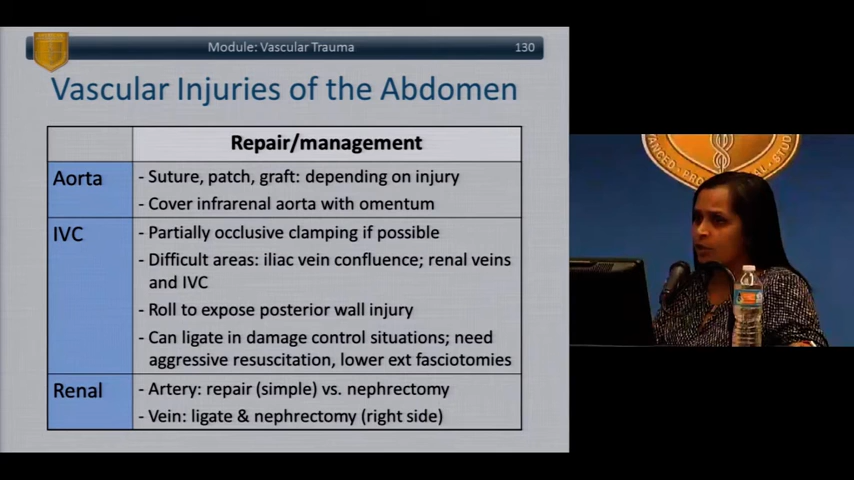 Module: Vascular Trauma
130
Vascular Injuries of the Abdomen
Repair/management
Aorta
- Suture, patch, graft: depending on injury
- Cover infrarenal aorta with omentum
IVC
- Partially occlusive clamping if possible
- Difficult areas: iliac vein confluence; renal veins
and IVC
- Roll to expose posterior wall injury
- Can ligate in damage control situations; need
aggressive resuscitation, lower ext fasciotomies
Renal
- Artery: repair (simple) vs. nephrectomy
- Vein: ligate & nephrectomy (right side)